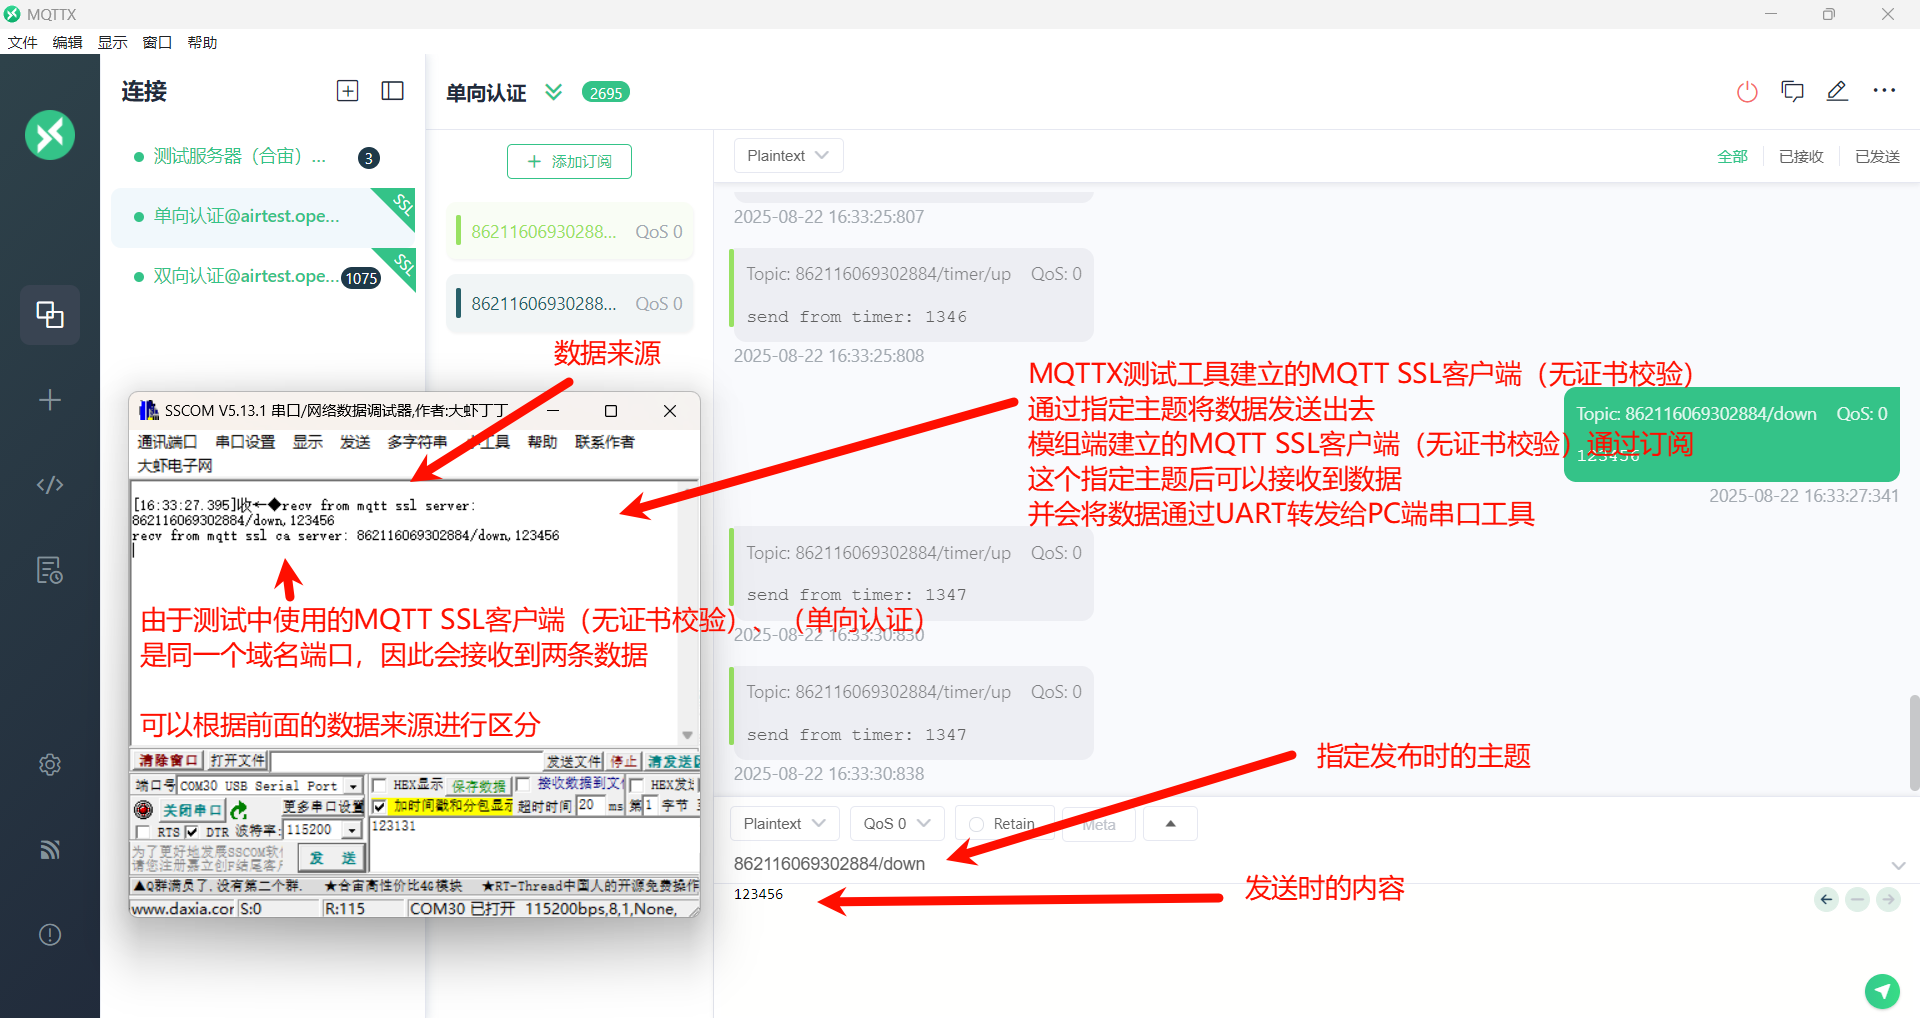 MQTTX
文件 编辑 显示 窗口 帮助
连接
测试服务器（合宙）... 3
单向认证@airtest.ope... SSL
双向认证@airtest.ope... 1075 SSL
单向认证 2695
添加订阅
86211606930288... QoS 0
86211606930288... QoS 0
Plaintext
全部 已接收 已发送
2025-08-22 16:33:25:807
Topic: 862116069302884/timer/up QoS: 0
send from timer: 1346
2025-08-22 16:33:25:808
数据来源
MQTTX测试工具建立的MQTT SSL客户端（无证书校验）
通过指定主题将数据发送出去
模组端建立的MQTT SSL客户端（无证书校验）通过订阅
这个指定主题后可以接收到数据
并会将数据通过UART转发给PC端串口工具
Topic: 862116069302884/down QoS: 0
123456
2025-08-22 16:33:27:341
Topic: 862116069302884/timer/up QoS: 0
send from timer: 1347
2025-08-22 16:33:30:830
Topic: 862116069302884/timer/up QoS: 0
send from timer: 1347
2025-08-22 16:33:30:838
SSCOM V5.13.1 串口/网络数据调试器,作者:大虾丁丁
通讯端口 串口设置 显示 发送 多字符串 工具 帮助 联系作者
大虾电子网
[16:33:27.395]收←◆recv from mqtt ssl server:
862116069302884/down,123456
recv from mqtt ssl ca server: 862116069302884/down,123456
由于测试中使用的MQTT SSL客户端（无证书校验）、（单向认证）
是同一个域名端口，因此会接收到两条数据
可以根据前面的数据来源进行区分
清除窗口 打开文件 发送文件 停止 清发送区
端口号 COM30 USB Serial Port HEX显示 保存数据 接收数据到文件 HEX发送
关闭串口 更多串口设置 加时间戳和分包显示 超时时间 20 ms 第1 字节
RTS DTR 波特率: 115200
123131
为了更好地发展SSCOM软件
请您注册嘉立创F结尾客户
发 送
▲Q群满员了,没有第二个群. ★合宙高性价比4G模块 ★RT-Thread中国人的开源免费操作
www.daxia.com S:0 R:115 COM30 已打开 115200bps,8,1,None,
指定发布时的主题
Plaintext QoS 0 Retain Meta
862116069302884/down
123456
发送时的内容